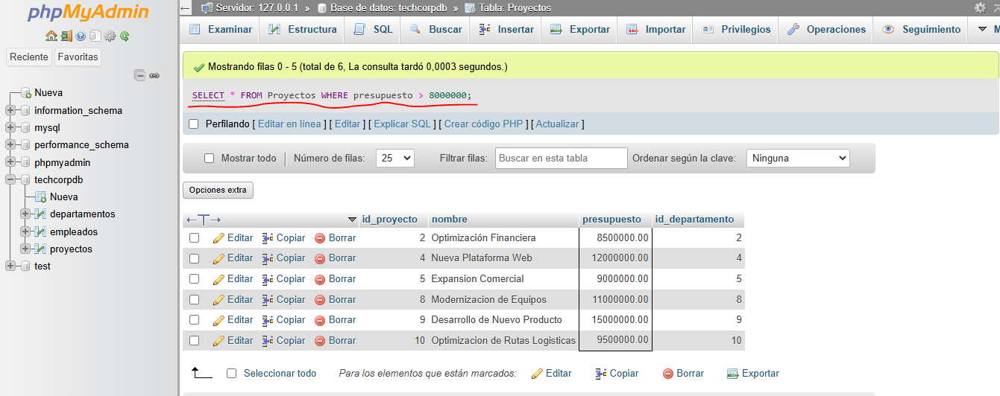 phpMyAdmin
Reciente Favoritas
Nueva
information_schema
mysql
performance_schema
phpmyadmin
techcorpdb
Nueva
departamentos
empleados
proyectos
test
Servidor: 127.0.0.1 » Base de datos: techcorpdb » Tabla: Proyectos
Examinar Estructura SQL Buscar Insertar Exportar Importar Privilegios Operaciones Seguimiento M
Mostrando filas 0 - 5 (total de 6, La consulta tardó 0,0003 segundos.)
SELECT * FROM Proyectos WHERE presupuesto > 8000000;
Perfilando [ Editar en línea ] [ Editar ] [ Explicar SQL ] [ Crear código PHP ] [ Actualizar ]
Mostrar todo | Número de filas: 25 Filtrar filas: Buscar en esta tabla Ordenar según la clave: Ninguna
Opciones extra
←T→ id_proyecto nombre presupuesto id_departamento
Editar Copiar Borrar 2 Optimización Financiera 8500000.00 2
Editar Copiar Borrar 4 Nueva Plataforma Web 12000000.00 4
Editar Copiar Borrar 5 Expansion Comercial 9000000.00 5
Editar Copiar Borrar 8 Modernizacion de Equipos 11000000.00 8
Editar Copiar Borrar 9 Desarrollo de Nuevo Producto 15000000.00 9
Editar Copiar Borrar 10 Optimizacion de Rutas Logisticas 9500000.00 10
Seleccionar todo Para los elementos que están marcados: Editar Copiar Borrar Exportar